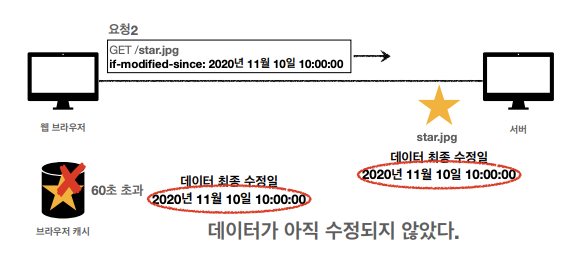 요청2
GET /star.jpg
if-modified-since: 2020년 11월 10일 10:00:00
웹 브라우저
star.jpg
서버
데이터 최종 수정일
2020년 11월 10일 10:00:00
60초 초과
데이터 최종 수정일
2020년 11월 10일 10:00:00
브라우저 캐시
데이터가 아직 수정되지 않았다.